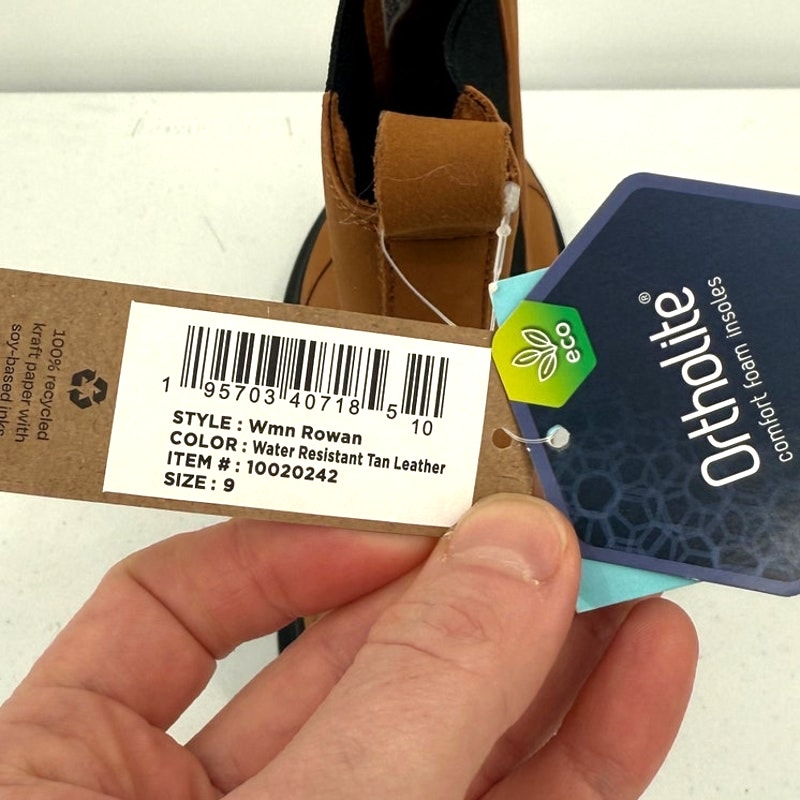 100% recycled
kraft paper with
soy-based inks
1 95703 40718 5 10
STYLE : Wmn Rowan
COLOR : Water Resistant Tan Leather
ITEM # : 10020242
SIZE : 9
eco
Ortholite®
comfort foam insoles